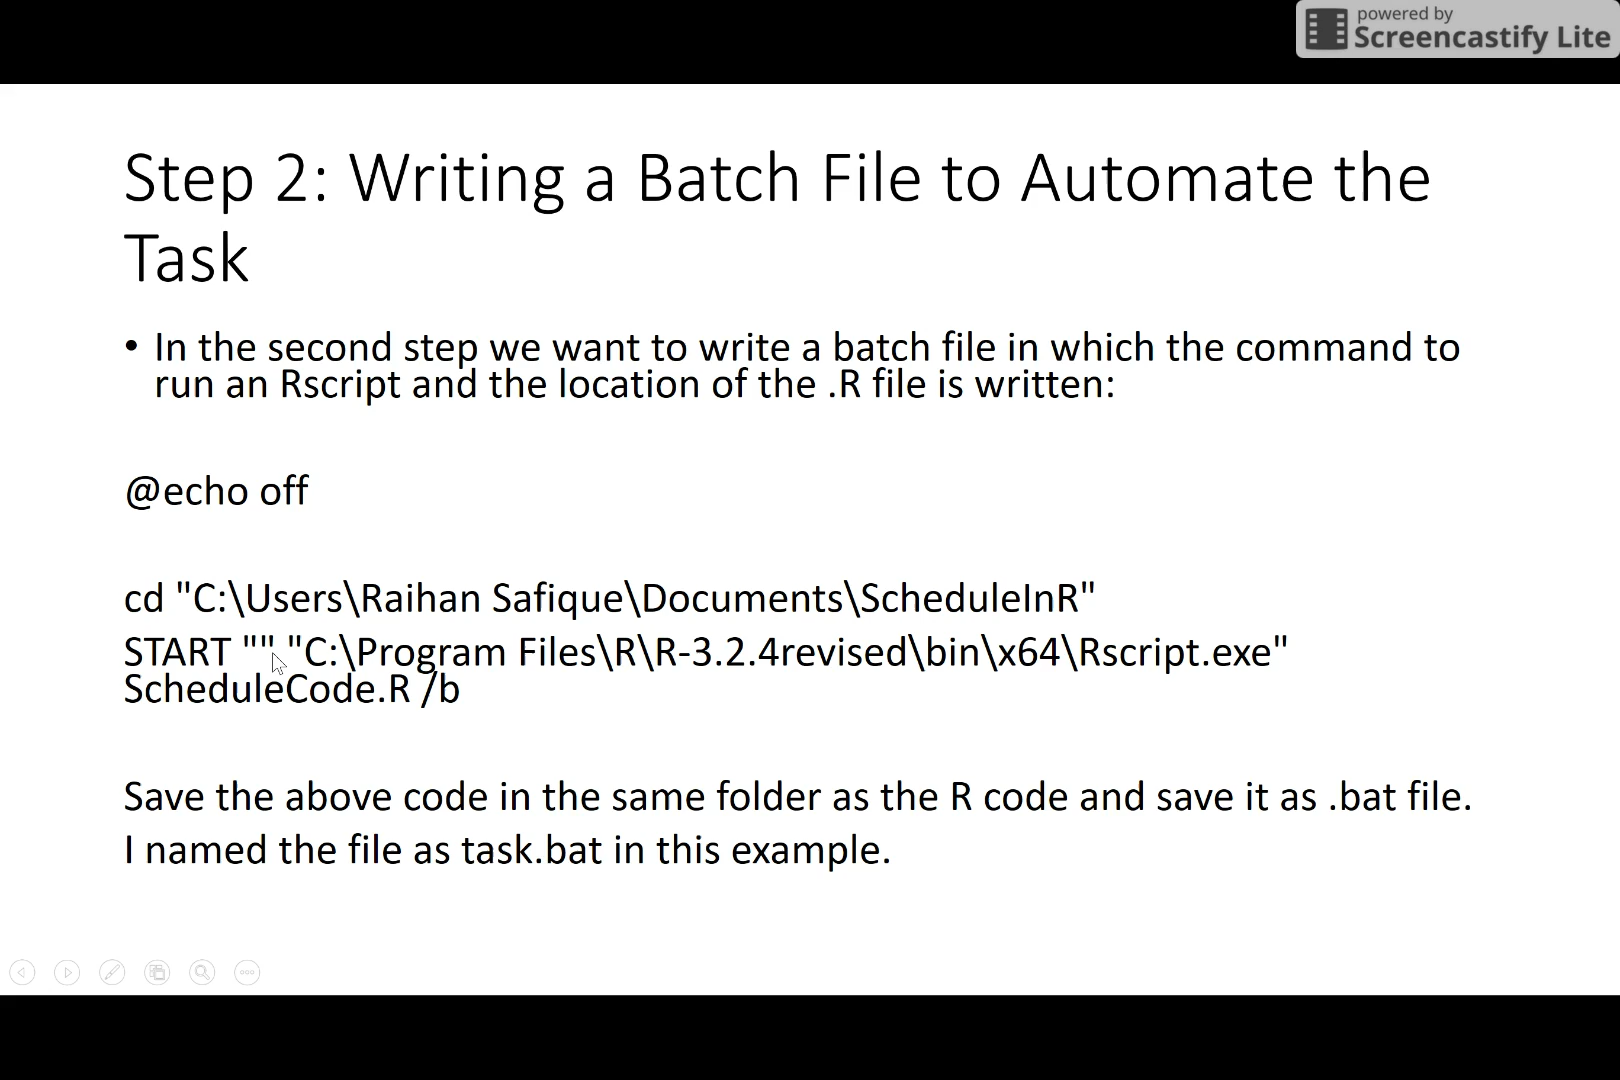 powered by
Screencastify Lite
Step 2: Writing a Batch File to Automate the
Task
• In the second step we want to write a batch file in which the command to
run an Rscript and the location of the .R file is written:
@echo off
cd "C:\Users\Raihan Safique\Documents\ScheduleInR"
START "" "C:\Program Files\R\R-3.2.4revised\bin\x64\Rscript.exe"
ScheduleCode.R /b
Save the above code in the same folder as the R code and save it as .bat file.
I named the file as task.bat in this example.